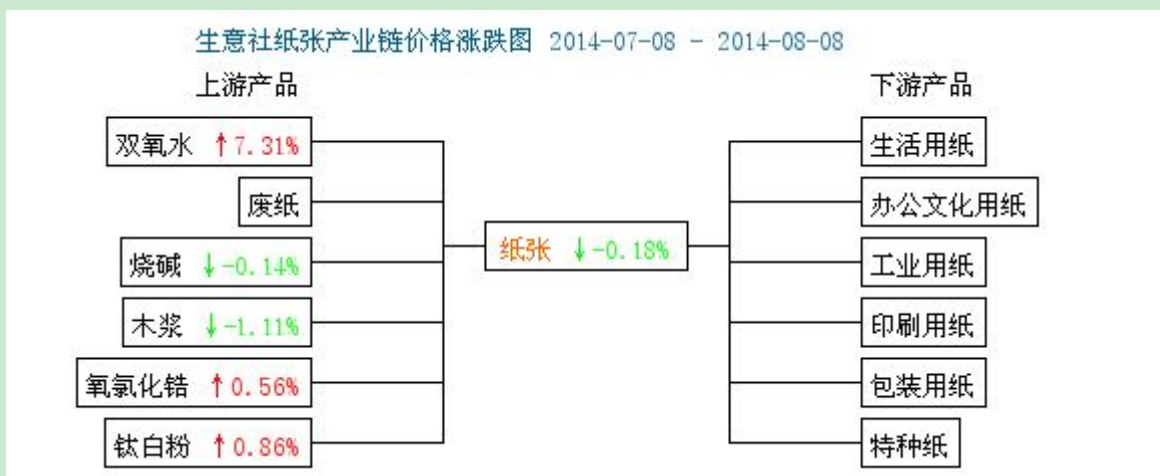 生意社纸张产业链价格涨跌图 2014-07-08 - 2014-08-08
上游产品
下游产品
双氧水 ↑7.31%
生活用纸
废纸
办公文化用纸
纸张 ↓-0.18%
烧碱 ↓-0.14%
工业用纸
木浆 ↓-1.11%
印刷用纸
氧氯化锆 ↑0.56%
包装用纸
钛白粉 ↑0.86%
特种纸